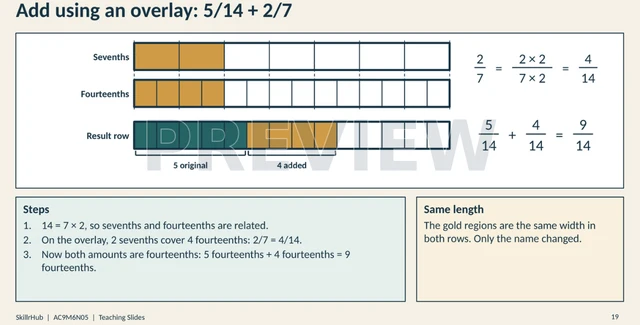 Add using an overlay: 5/14 + 2/7
Sevenths
Fourteenths
Result row
5 original
4 added
2/7 = 2 × 2/7 × 2 = 4/14
5/14 + 4/14 = 9/14
PREVIEW
Steps
1. 14 = 7 × 2, so sevenths and fourteenths are related.
2. On the overlay, 2 sevenths cover 4 fourteenths: 2/7 = 4/14.
3. Now both amounts are fourteenths: 5 fourteenths + 4 fourteenths = 9
fourteenths.
Same length
The gold regions are the same width in
both rows. Only the name changed.
SkillrHub | AC9M6N05 | Teaching Slides
19